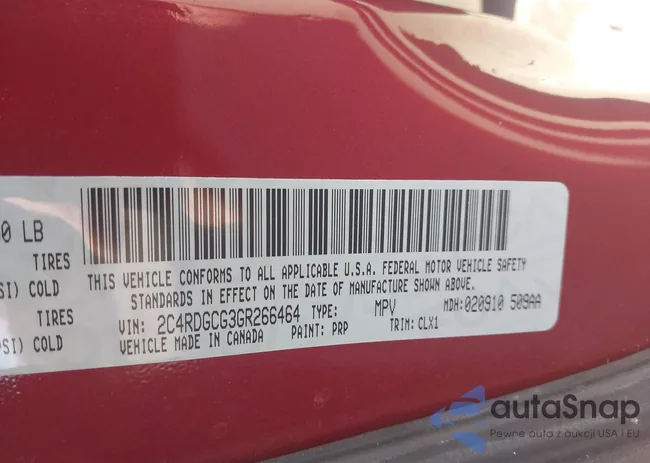 0 LB
TIRES
SI) COLD
TIRES
PSI) COLD
THIS VEHICLE CONFORMS TO ALL APPLICABLE U.S.A. FEDERAL MOTOR VEHICLE SAFETY
STANDARDS IN EFFECT ON THE DATE OF MANUFACTURE SHOWN ABOVE.
VIN: 2C4RDGCG3GR266464 TYPE: MPV MDH: 020910 509AA
VEHICLE MADE IN CANADA PAINT: PRP TRIM: CLX1
autaSnap
Pewne auta z aukcji USA i EU